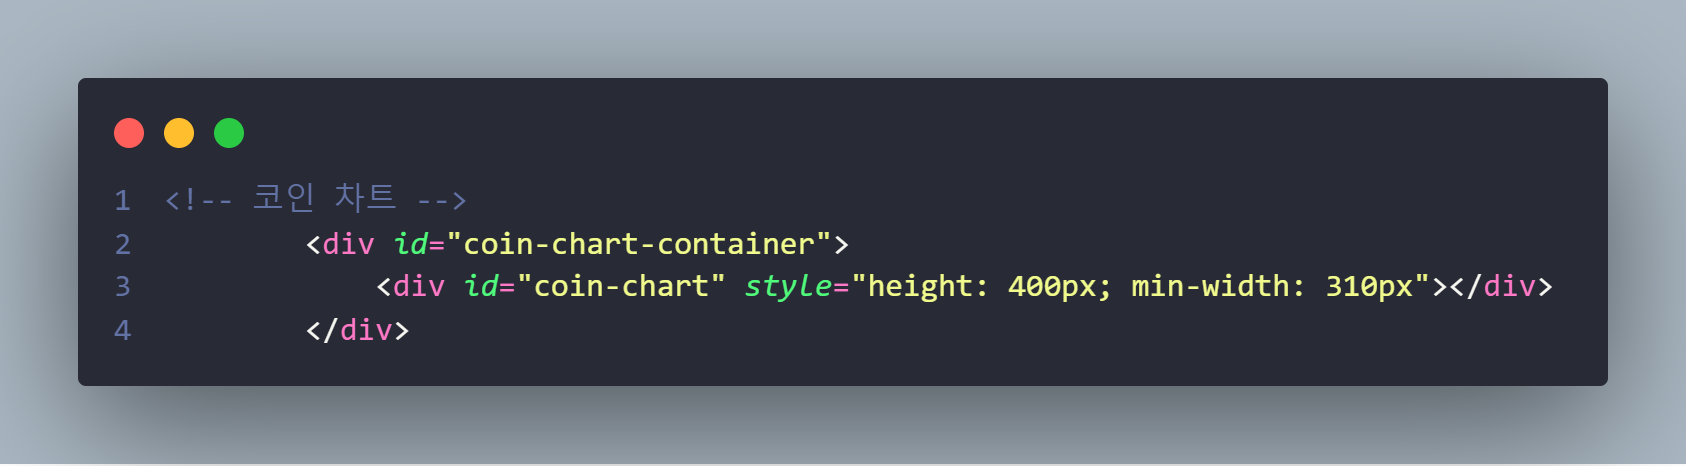 1 <!-- 코인 차트 -->
2 <div id="coin-chart-container">
3 <div id="coin-chart" style="height: 400px; min-width: 310px"></div>
4 </div>